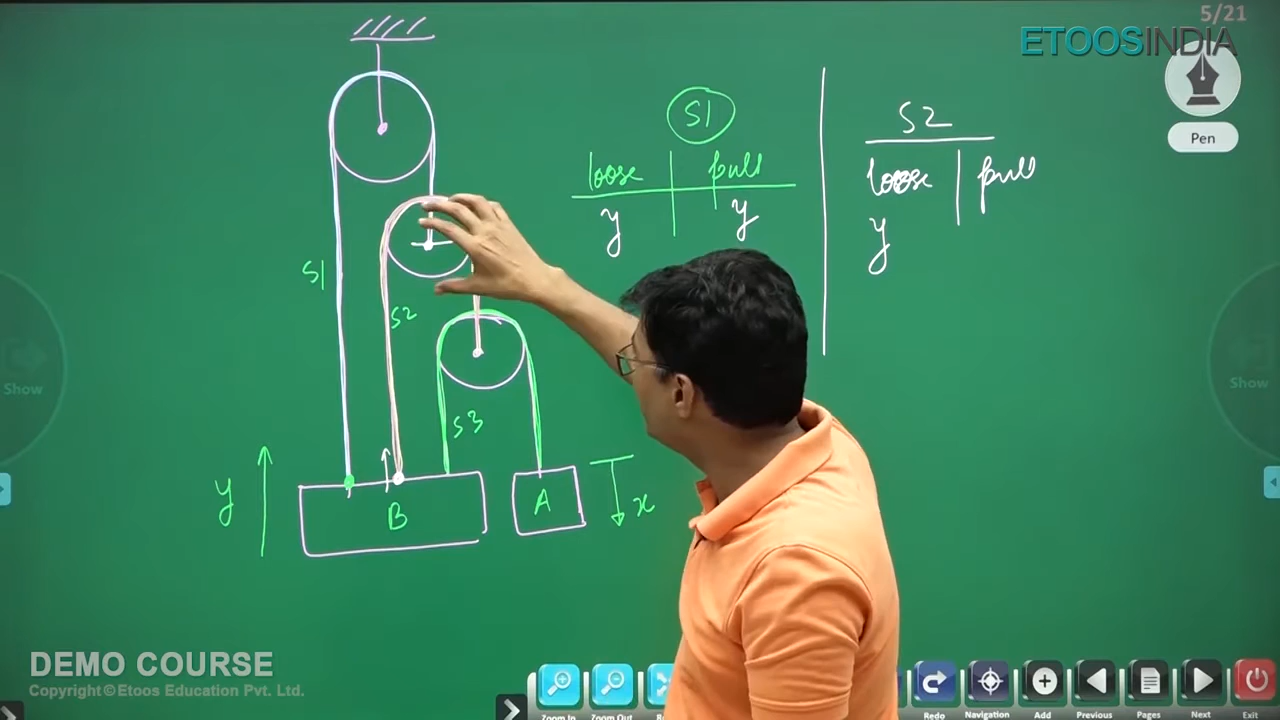 5/21
ETOOSINDIA
Pen
S1
S2
loose pull
loose pull
y y
y
S1
S2
S3
Show
Show
y
B
A
x
DEMO COURSE
Copyright © Etoos Education Pvt. Ltd.
Zoom In
Zoom Out
Redo
Navigation
Add
Previous
Pages
Next
Exit